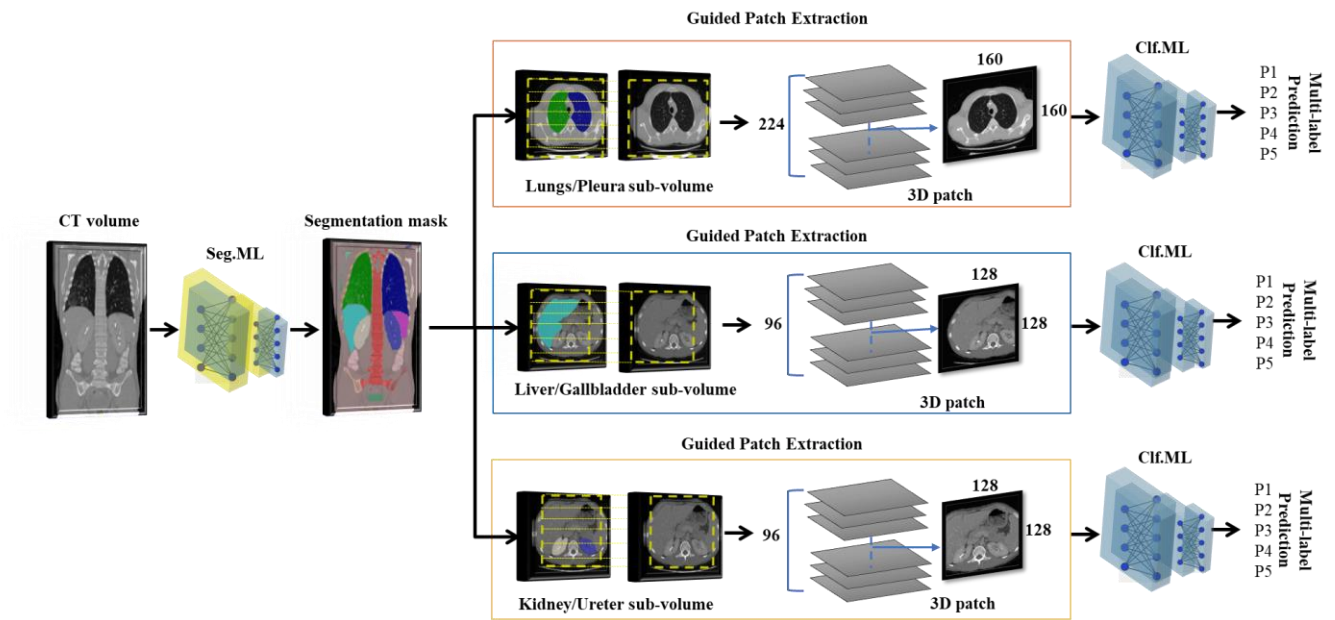 CT volume
Seg.ML
Segmentation mask
Guided Patch Extraction
Lungs/Pleura sub-volume
224
160
160
3D patch
Clf.ML
P1
P2
P3
P4
P5
Multi-label
Prediction
Guided Patch Extraction
Liver/Gallbladder sub-volume
96
128
128
3D patch
Clf.ML
P1
P2
P3
P4
P5
Multi-label
Prediction
Guided Patch Extraction
Kidney/Ureter sub-volume
96
128
128
3D patch
Clf.ML
P1
P2
P3
P4
P5
Multi-label
Prediction